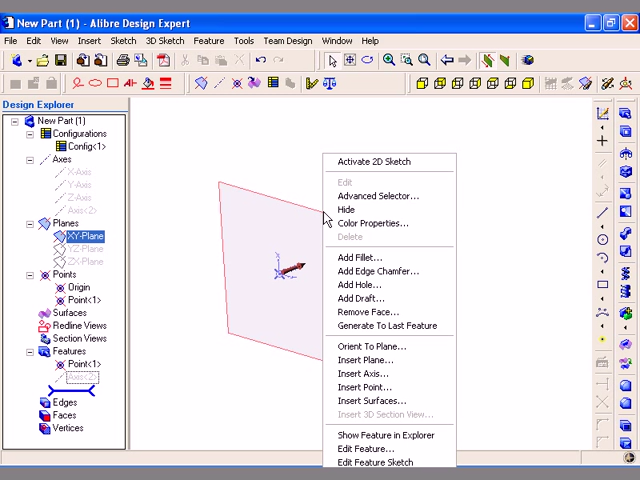 New Part (1) - Alibre Design Expert
File Edit View Insert Sketch 3D Sketch Feature Tools Team Design Window Help
Design Explorer
New Part (1)
Configurations
Config<1>
Axes
X-Axis
Y-Axis
Z-Axis
Axis<2>
Planes
XY-Plane
YZ-Plane
ZX-Plane
Points
Origin
Point<1>
Surfaces
Redline Views
Section Views
Features
Point<1>
Axis<2>
Edges
Faces
Vertices
Activate 2D Sketch
Edit
Advanced Selector...
Hide
Color Properties...
Delete
Add Fillet...
Add Edge Chamfer...
Add Hole...
Add Draft...
Remove Face...
Generate To Last Feature
Orient To Plane...
Insert Plane...
Insert Axis...
Insert Point...
Insert Surfaces...
Insert 3D Section View...
Show Feature in Explorer
Edit Feature...
Edit Feature Sketch